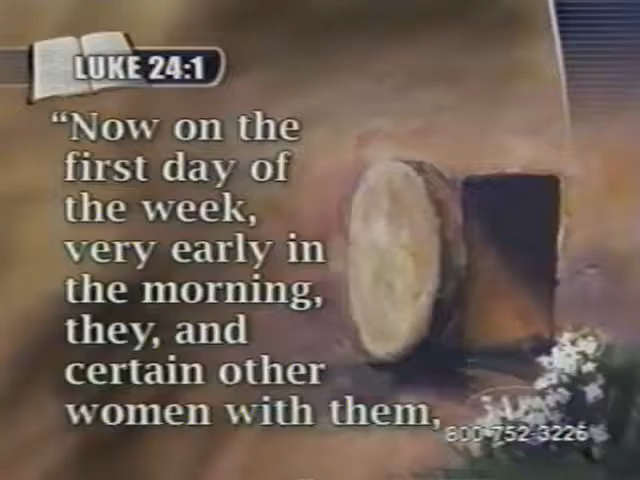 LUKE 24:1
“Now on the
first day of
the week,
very early in
the morning,
they, and
certain other
women with them,
800-752-3226